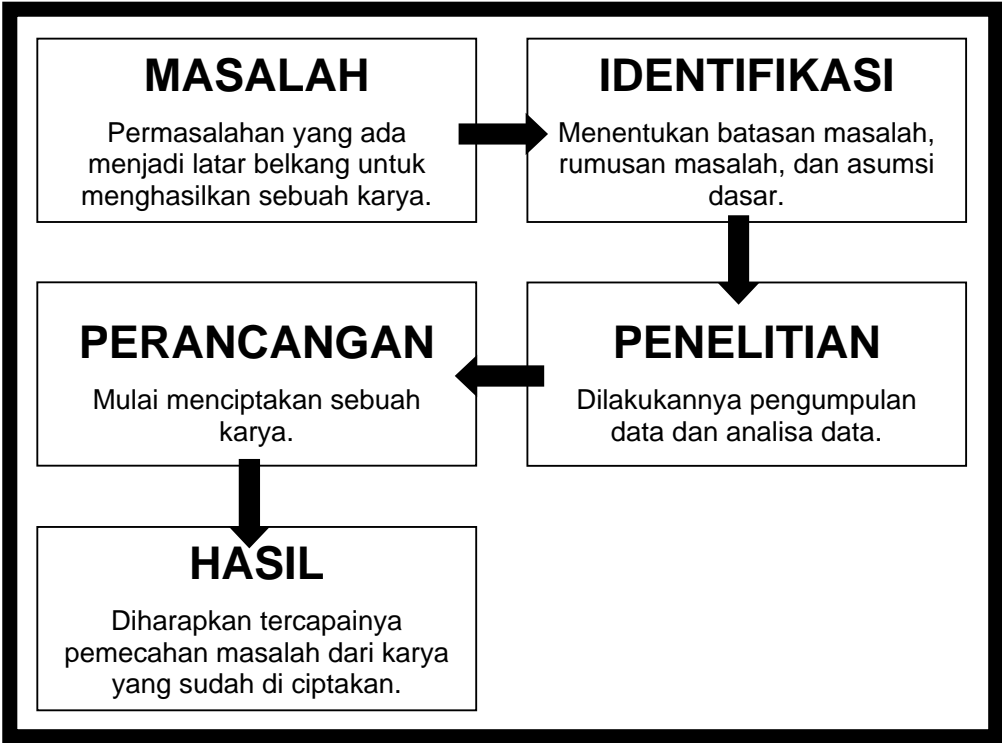 MASALAH
Permasalahan yang ada
menjadi latar belkang untuk
menghasilkan sebuah karya.
IDENTIFIKASI
Menentukan batasan masalah,
rumusan masalah, dan asumsi
dasar.
PENELITIAN
Dilakukannya pengumpulan
data dan analisa data.
PERANCANGAN
Mulai menciptakan sebuah
karya.
HASIL
Diharapkan tercapainya
pemecahan masalah dari karya
yang sudah di ciptakan.